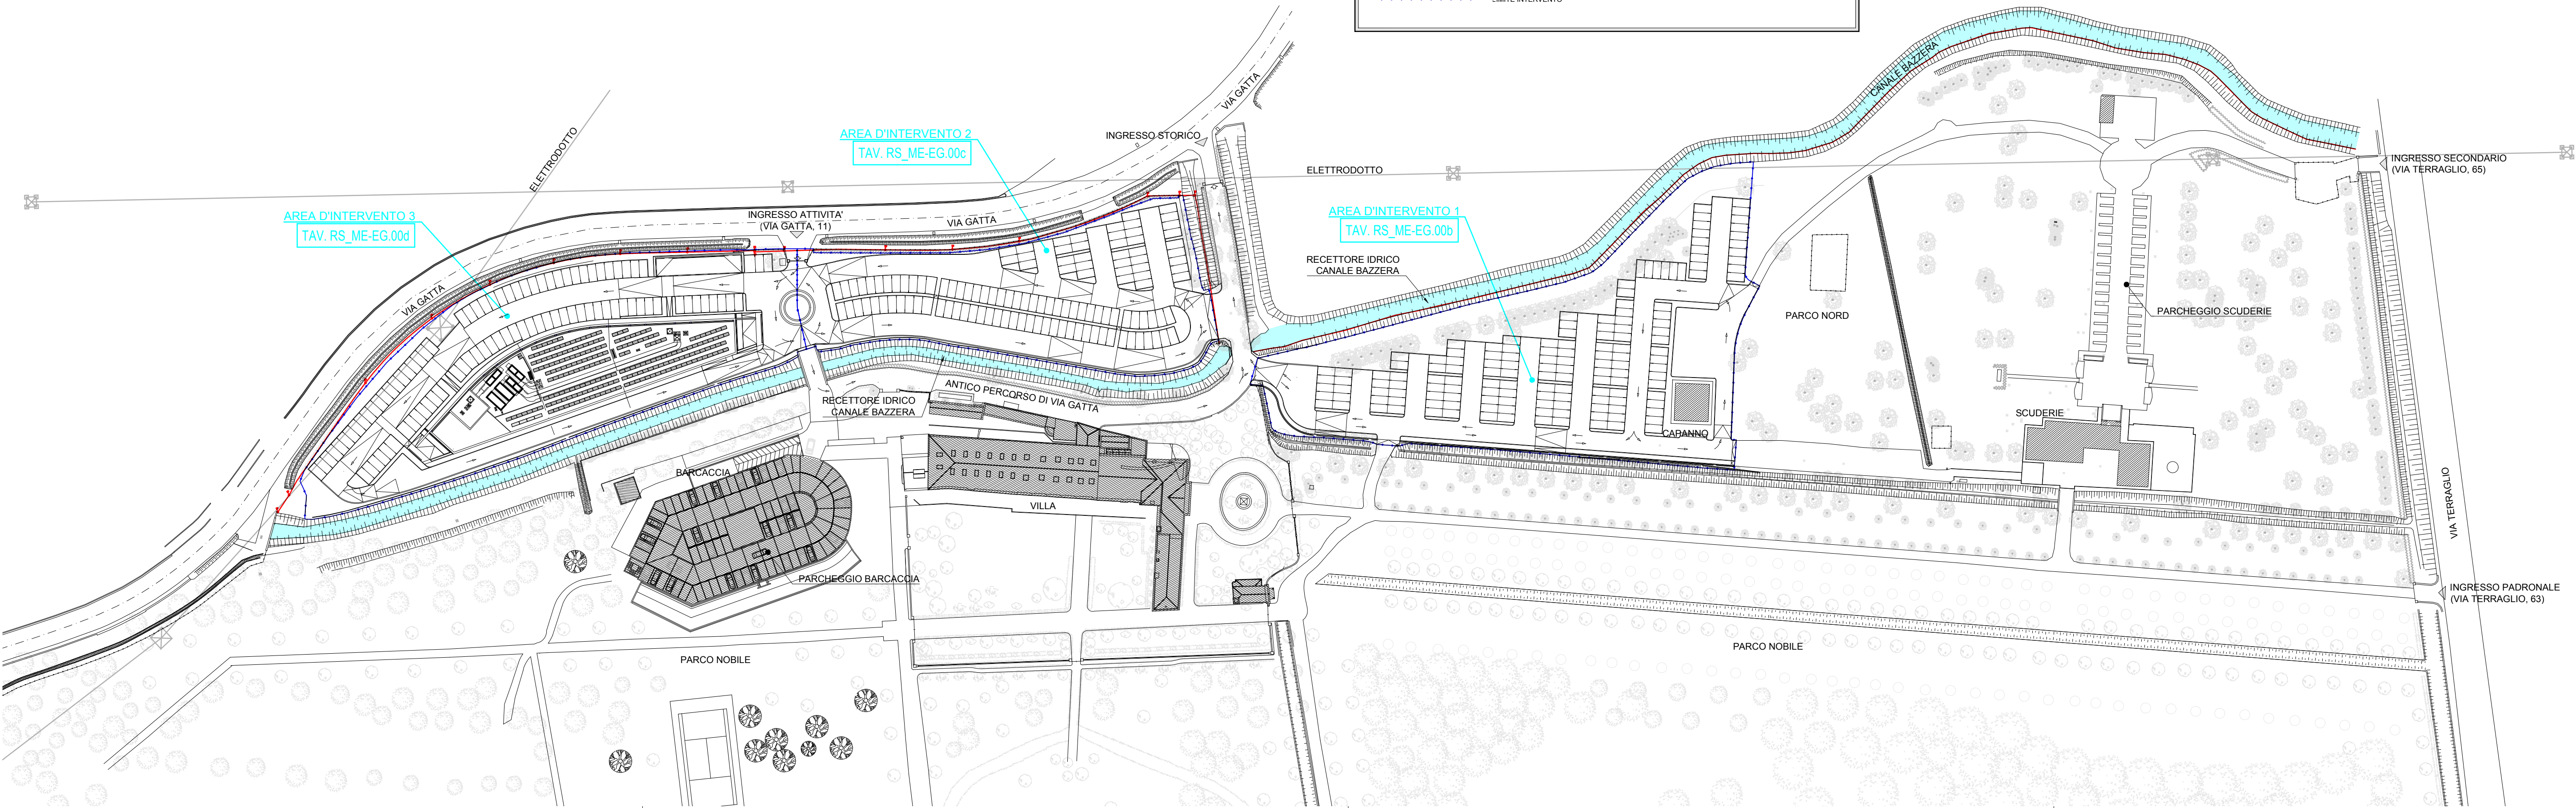 LIMITE INTERVENTO
CANALE BAZZERA
VIA GATTA
ELETTRODOTTO
AREA D'INTERVENTO 2
TAV. RS_ME-EG.00c
INGRESSO STORICO
ELETTRODOTTO
INGRESSO SECONDARIO
(VIA TERRAGLIO, 65)
AREA D'INTERVENTO 3
TAV. RS_ME-EG.00d
INGRESSO ATTIVITA'
(VIA GATTA, 11)
VIA GATTA
AREA D'INTERVENTO 1
TAV. RS_ME-EG.00b
RECETTORE IDRICO
CANALE BAZZERA
VIA GATTA
PARCO NORD
PARCHEGGIO SCUDERIE
ANTICO PERCORSO DI VIA GATTA
RECETTORE IDRICO
CANALE BAZZERA
SCUDERIE
CAPANNO
BARCACCIA
VILLA
VIA TERRAGLIO
PARCHEGGIO BARCACCIA
INGRESSO PADRONALE
(VIA TERRAGLIO, 63)
PARCO NOBILE
PARCO NOBILE